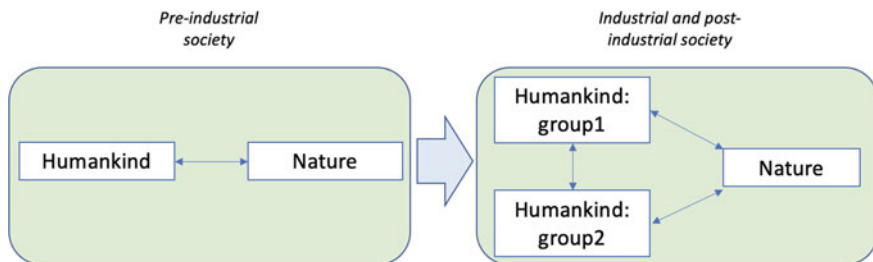 Pre-industrial
society
Humankind
Nature
Industrial and post-
industrial society
Humankind:
group1
Humankind:
group2
Nature